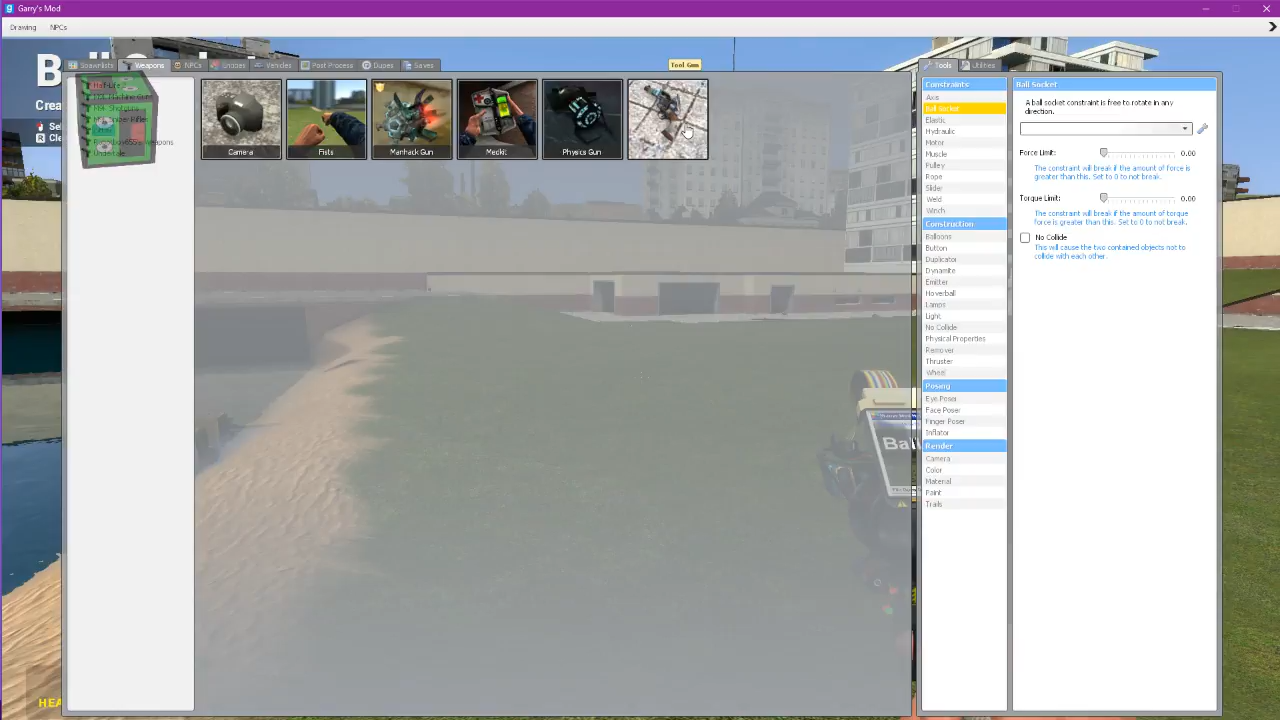 Garry's Mod
Drawing
NPCs
Spawnlists
Weapons
NPCs
Entities
Vehicles
Post Process
Dupes
Saves
Tool Gun
Half-Life
Other
Camera
Fists
Manhack Gun
Medkit
Physics Gun
Tools
Utilities
Constraints
Axis
Ball Socket
Elastic
Hydraulic
Motor
Muscle
Pulley
Rope
Slider
Weld
Winch
Construction
Balloons
Button
Duplicator
Dynamite
Emitter
Hoverball
Lamps
Light
No Collide
Physical Properties
Remover
Thruster
Wheel
Posing
Eye Poser
Face Poser
Finger Poser
Inflator
Render
Camera
Color
Material
Paint
Trails
Ball Socket
A ball socket constraint is free to rotate in any
direction.
Force Limit:
0.00
The constraint will break if the amount of force is
greater than this. Set to 0 to not break.
Torque Limit:
0.00
The constraint will break if the amount of torque
force is greater than this. Set to 0 to not break.
No Collide
This will cause the two contained objects not to
collide with each other.